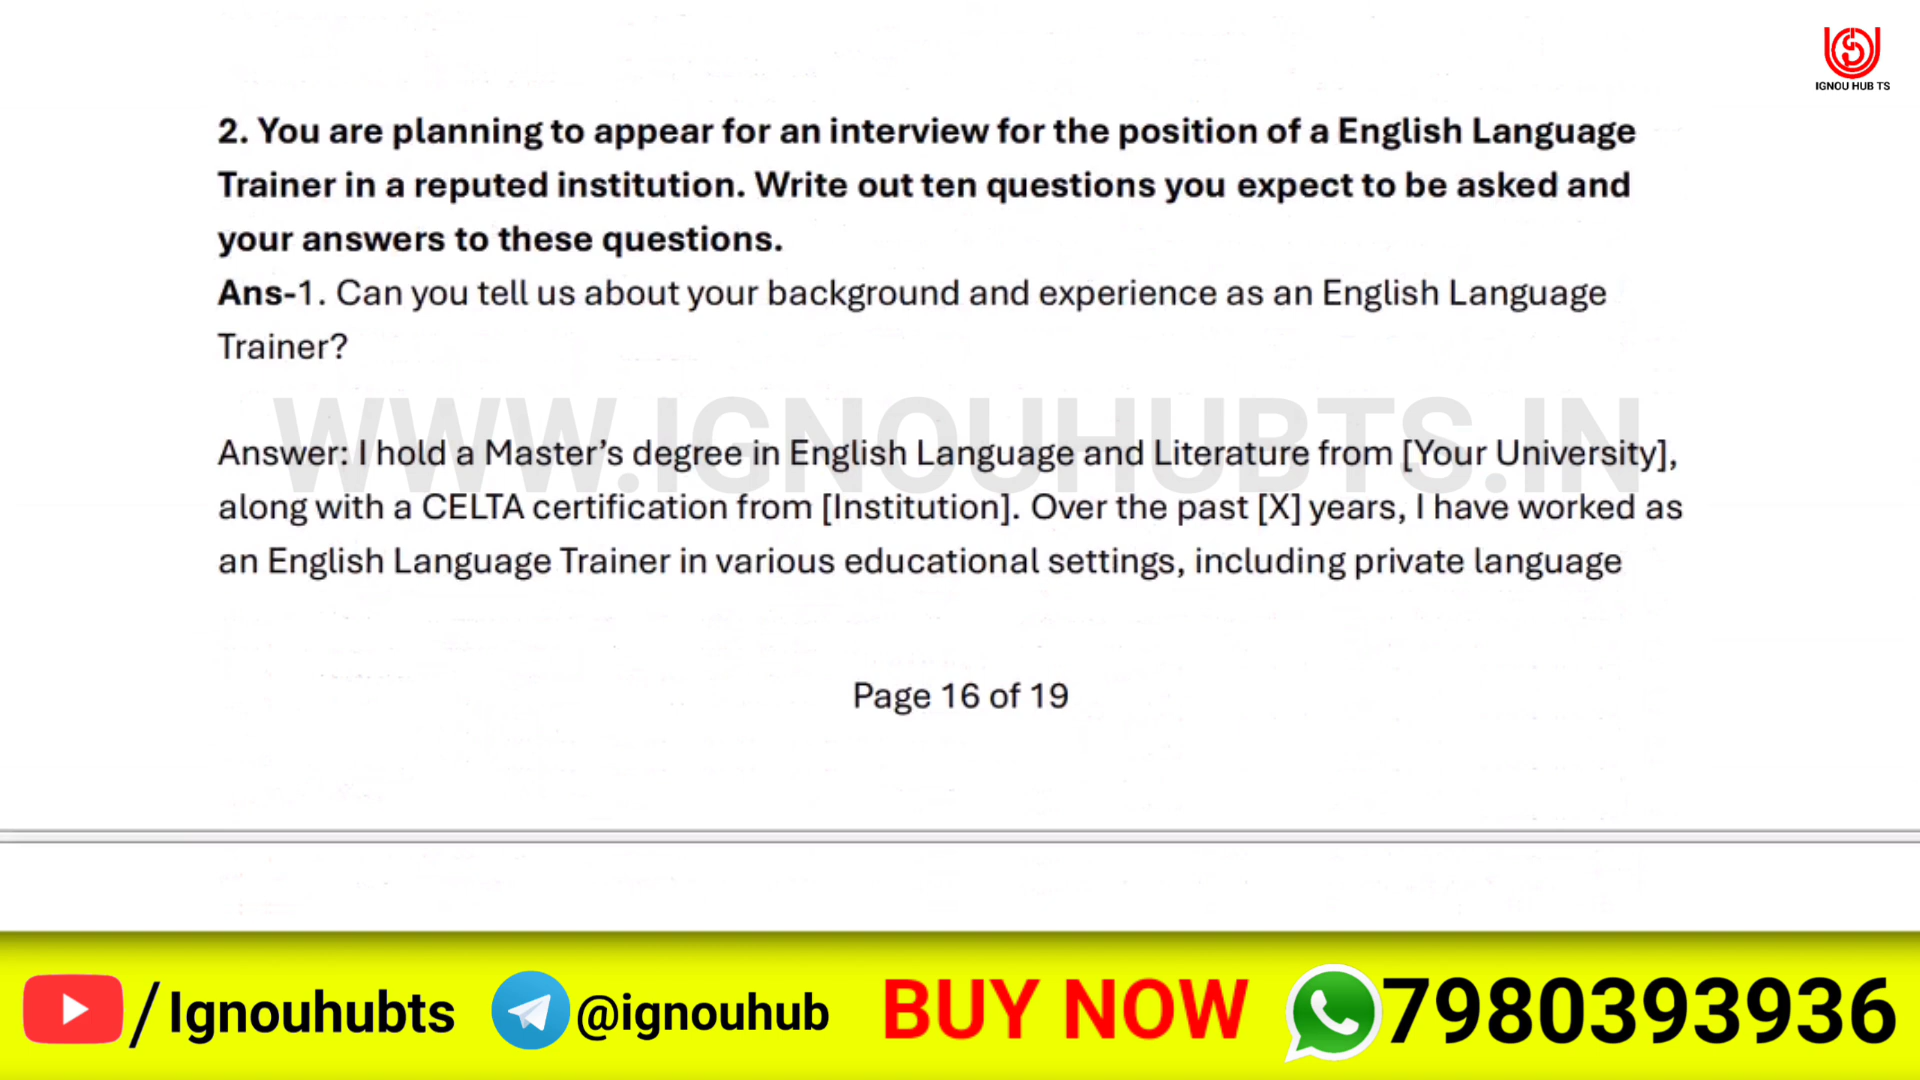 IGNOU HUB TS
2. You are planning to appear for an interview for the position of a English Language
Trainer in a reputed institution. Write out ten questions you expect to be asked and
your answers to these questions.
Ans-1. Can you tell us about your background and experience as an English Language
Trainer?
WWW.IGNOUHUBTS.IN
Answer: I hold a Master’s degree in English Language and Literature from [Your University],
along with a CELTA certification from [Institution]. Over the past [X] years, I have worked as
an English Language Trainer in various educational settings, including private language
Page 16 of 19
/Ignouhubts @ignouhub BUY NOW 7980393936